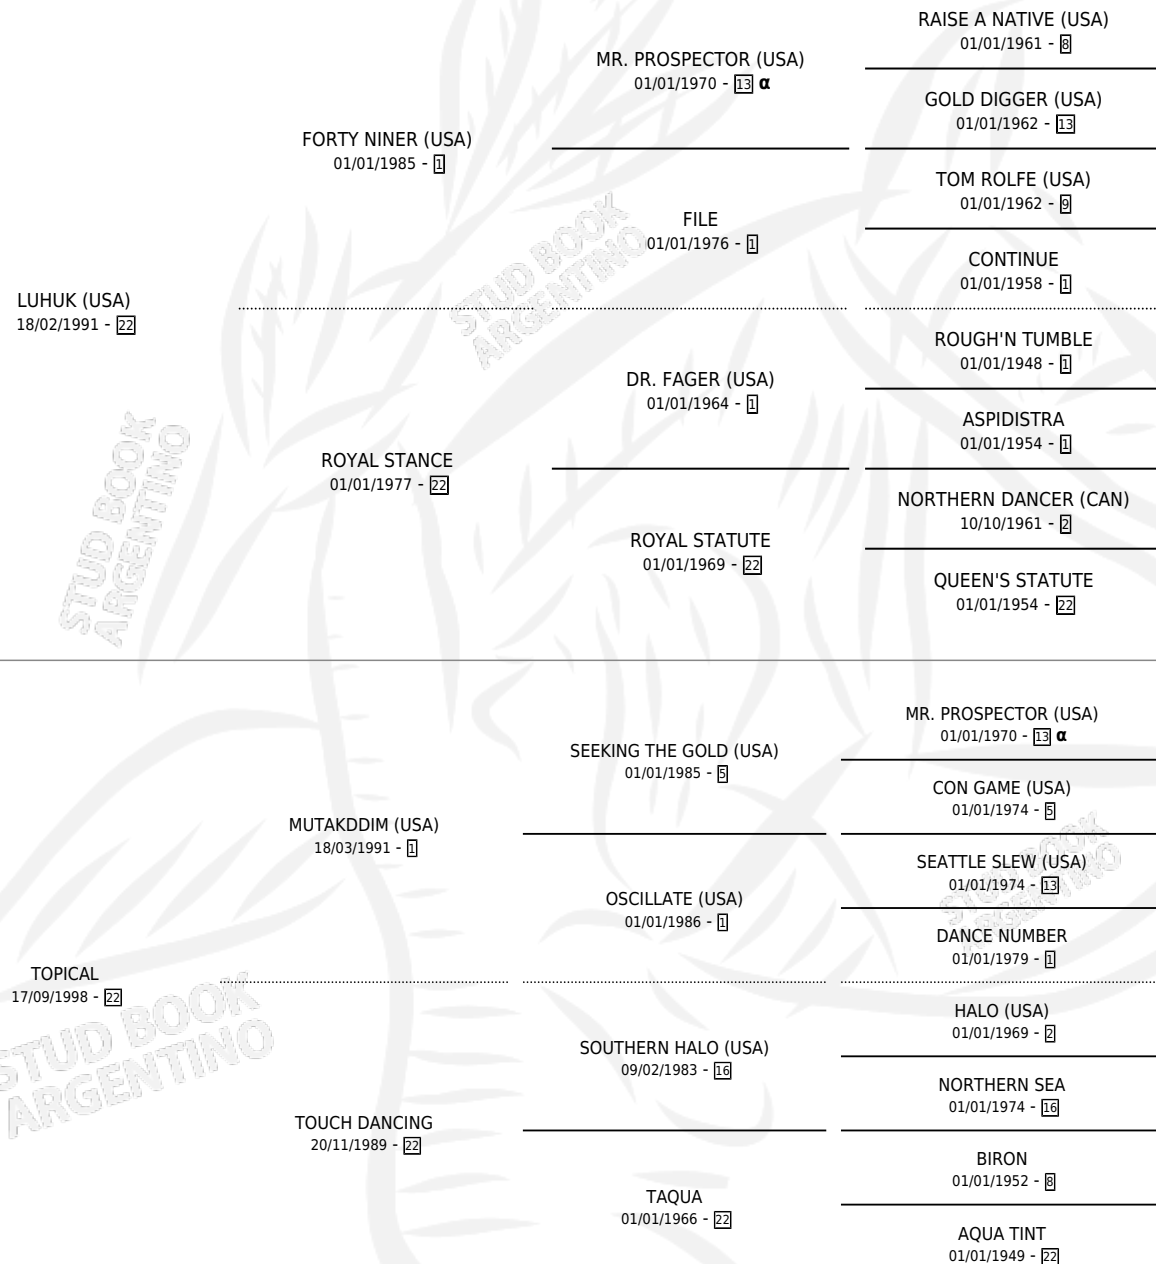 RAISE A NATIVE (USA)
01/01/1961 - 8
MR. PROSPECTOR (USA)
01/01/1970 - 13 α
GOLD DIGGER (USA)
01/01/1962 - 13
FORTY NINER (USA)
01/01/1985 - 1
TOM ROLFE (USA)
01/01/1962 - 9
FILE
01/01/1976 - 1
CONTINUE
01/01/1958 - 1
LUHUK (USA)
18/02/1991 - 22
ROUGH'N TUMBLE
01/01/1948 - 1
DR. FAGER (USA)
01/01/1964 - 1
ASPIDISTRA
01/01/1954 - 1
ROYAL STANCE
01/01/1977 - 22
NORTHERN DANCER (CAN)
10/10/1961 - 2
ROYAL STATUTE
01/01/1969 - 22
QUEEN'S STATUTE
01/01/1954 - 22
MR. PROSPECTOR (USA)
01/01/1970 - 13 α
SEEKING THE GOLD (USA)
01/01/1985 - 5
CON GAME (USA)
01/01/1974 - 5
MUTAKDDIM (USA)
18/03/1991 - 1
SEATTLE SLEW (USA)
01/01/1974 - 13
OSCILLATE (USA)
01/01/1986 - 1
DANCE NUMBER
01/01/1979 - 1
TOPICAL
17/09/1998 - 22
HALO (USA)
01/01/1969 - 2
SOUTHERN HALO (USA)
09/02/1983 - 16
NORTHERN SEA
01/01/1974 - 16
TOUCH DANCING
20/11/1989 - 22
BIRON
01/01/1952 - 8
TAQUA
01/01/1966 - 22
AQUA TINT
01/01/1949 - 22
STUD BOOK
ARGENTINO
STUD BOOK
ARGENTINO
STUD BOOK
ARGENTINO
STUD BOOK
ARGENTINO